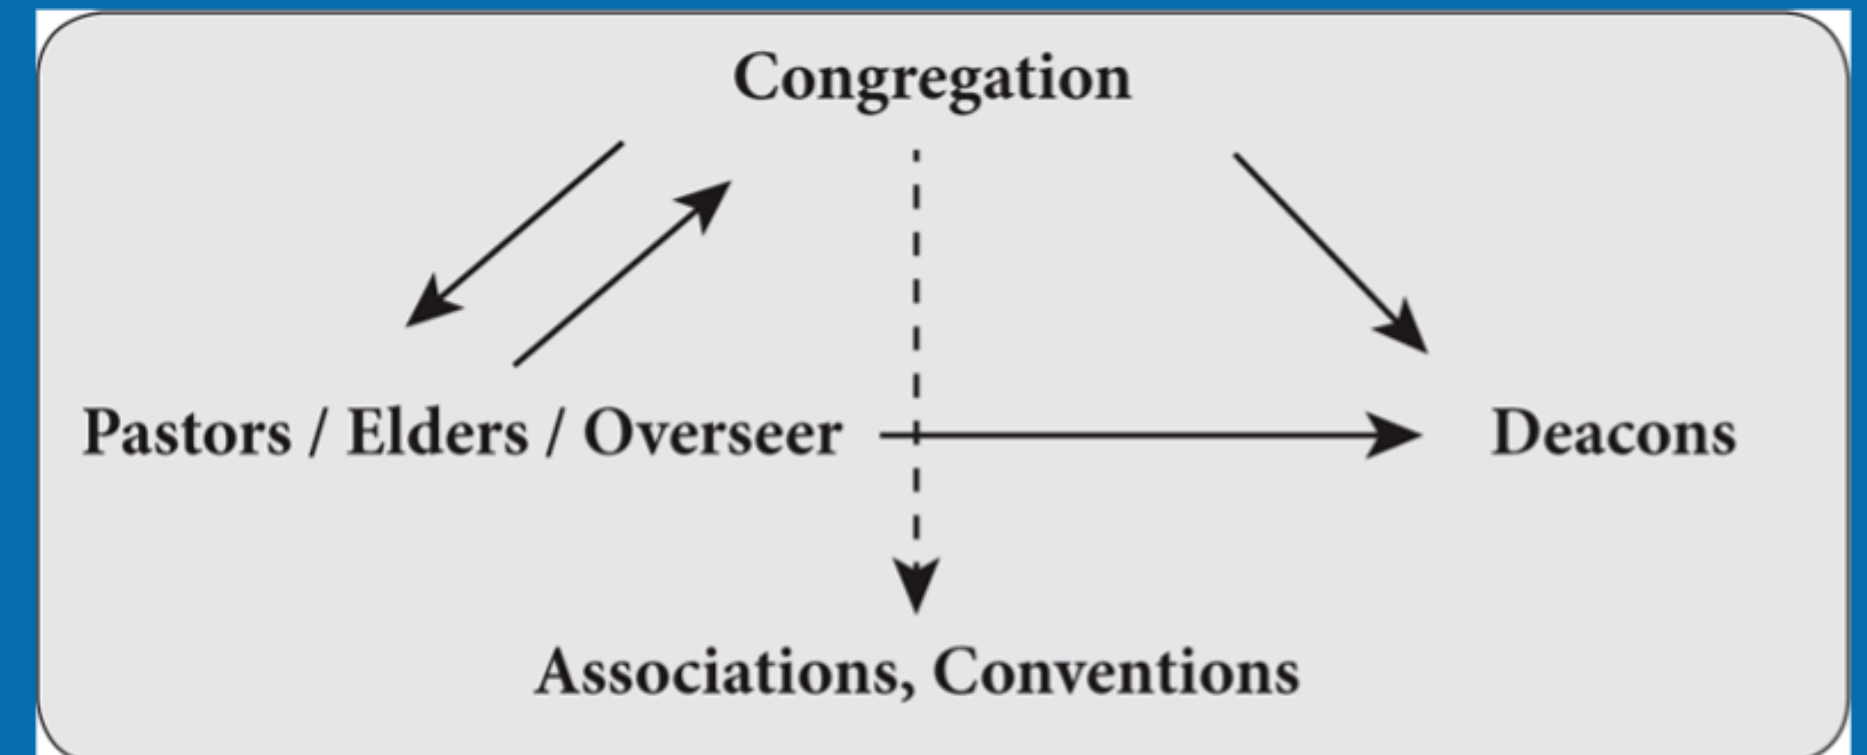 Congregation
Pastors / Elders / Overseer
Deacons
Associations, Conventions